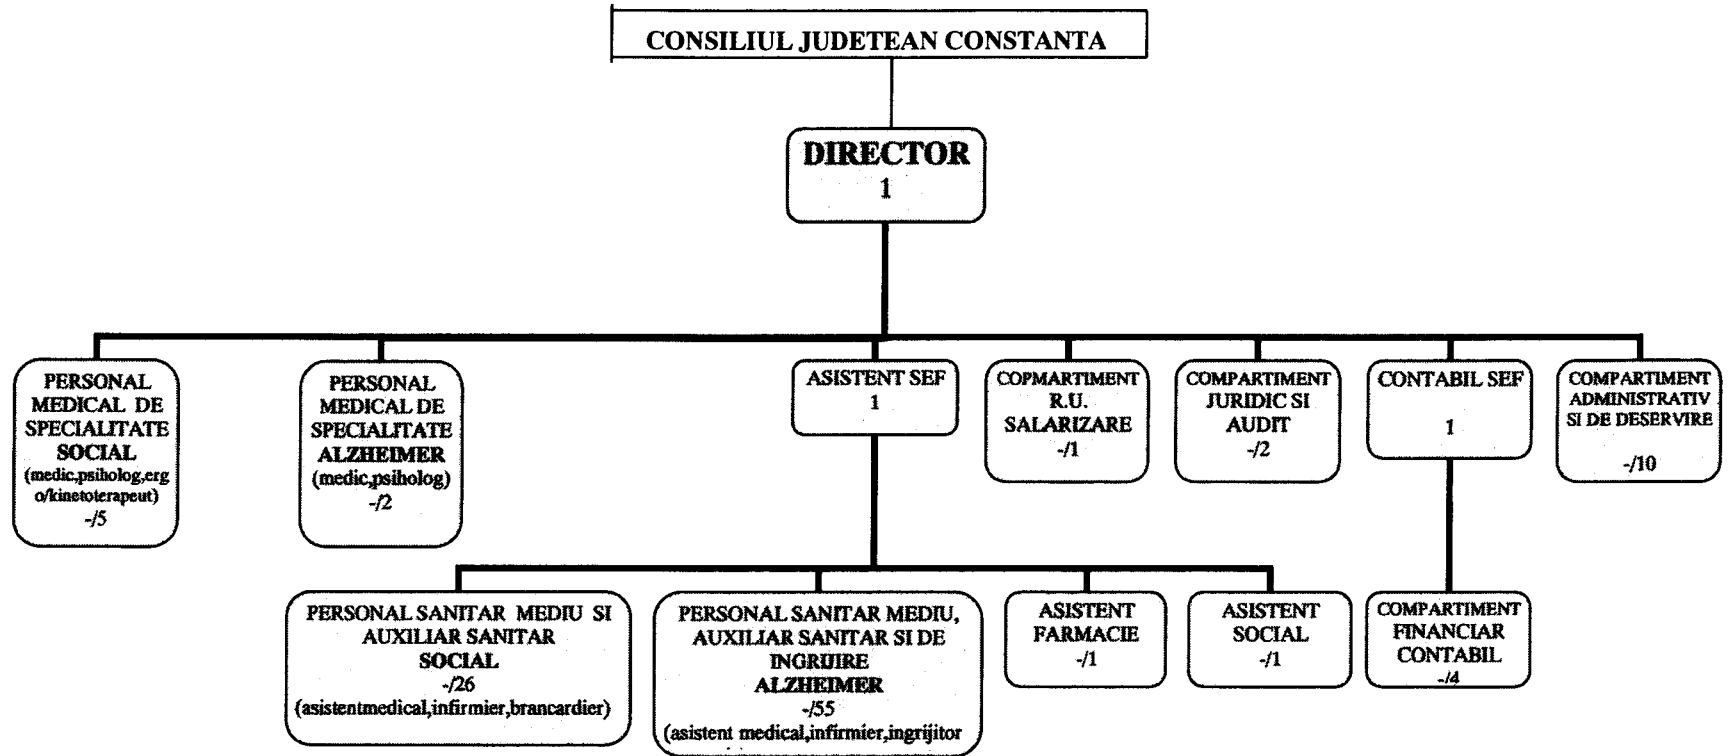 CONSILIUL JUDETEAN CONSTANTA
DIRECTOR
1
PERSONAL
MEDICAL DE
SPECIALITATE
SOCIAL
(medic,psiholog,erg
o/kinetoterapeut)
-/5
PERSONAL
MEDICAL DE
SPECIALITATE
ALZHEIMER
(medic,psiholog)
-/2
ASISTENT SEF
1
COPMARTIMENT
R.U.
SALARIZARE
-/1
COMPARTIMENT
JURIDIC SI
AUDIT
-/2
CONTABIL SEF
1
COMPARTIMENT
ADMINISTRATIV
SI DE DESERVIRE
-/10
PERSONAL SANITAR MEDIU SI
AUXILIAR SANITAR
SOCIAL
-/26
(asistentmedical,infirmier,brancardier)
PERSONAL SANITAR MEDIU,
AUXILIAR SANITAR SI DE
INGRIJIRE
ALZHEIMER
-/55
(asistent medical,infirmier,ingrijitor
ASISTENT
FARMACIE
-/1
ASISTENT
SOCIAL
-/1
COMPARTIMENT
FINANCIAR
CONTABIL
-/4